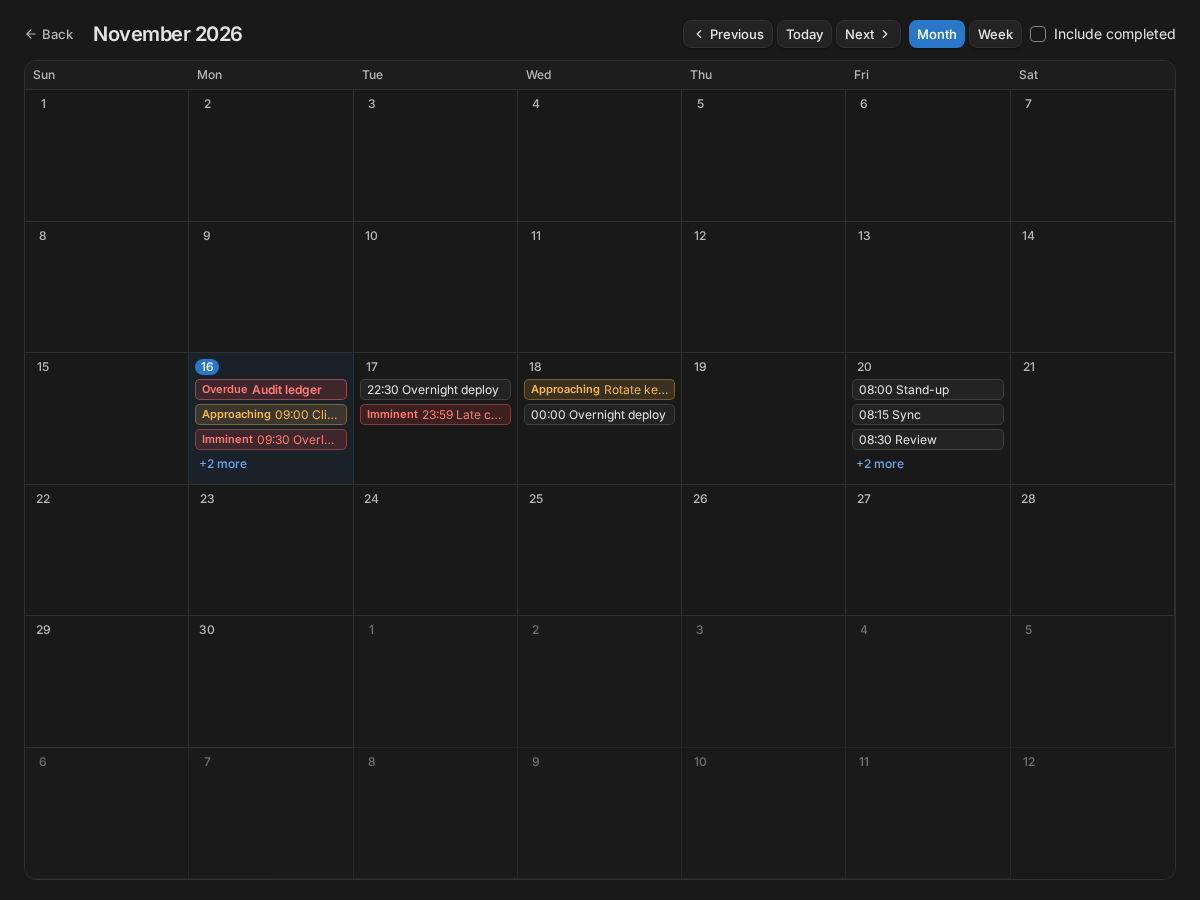 Back
November 2026
Previous Today Next Month Week Include completed
Sun Mon Tue Wed Thu Fri Sat
1 2 3 4 5 6 7
8 9 10 11 12 13 14
15 16 17 18 19 20 21
Overdue Audit ledger
Approaching 09:00 Cli...
Imminent 09:30 Overl...
+2 more
22:30 Overnight deploy
Imminent 23:59 Late c...
Approaching Rotate ke...
00:00 Overnight deploy
08:00 Stand-up
08:15 Sync
08:30 Review
+2 more
22 23 24 25 26 27 28
29 30 1 2 3 4 5
6 7 8 9 10 11 12